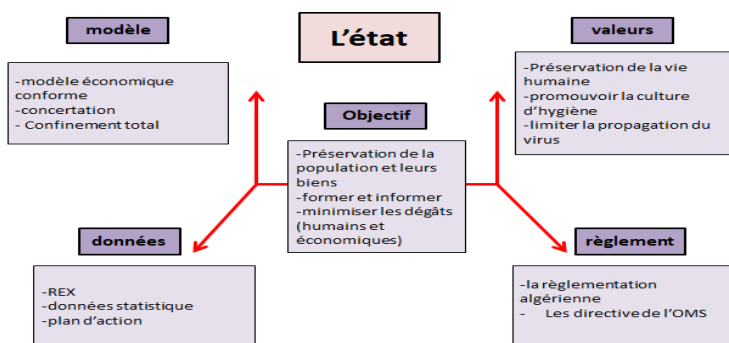 L'état
modèle
-modèle économique
conforme
-concertation
- Confinement total
valeurs
-Préservation de la vie
humaine
-promouvoir la culture
d'hygiène
-limiter la propagation du
virus
Objectif
-Préservation de la
population et leurs
biens
-former et informer
-minimiser les dégâts
(humains et
économiques)
données
-REX
-données statistique
-plan d'action
règlement
-la règlementation
algérienne
- Les directive de l'OMS